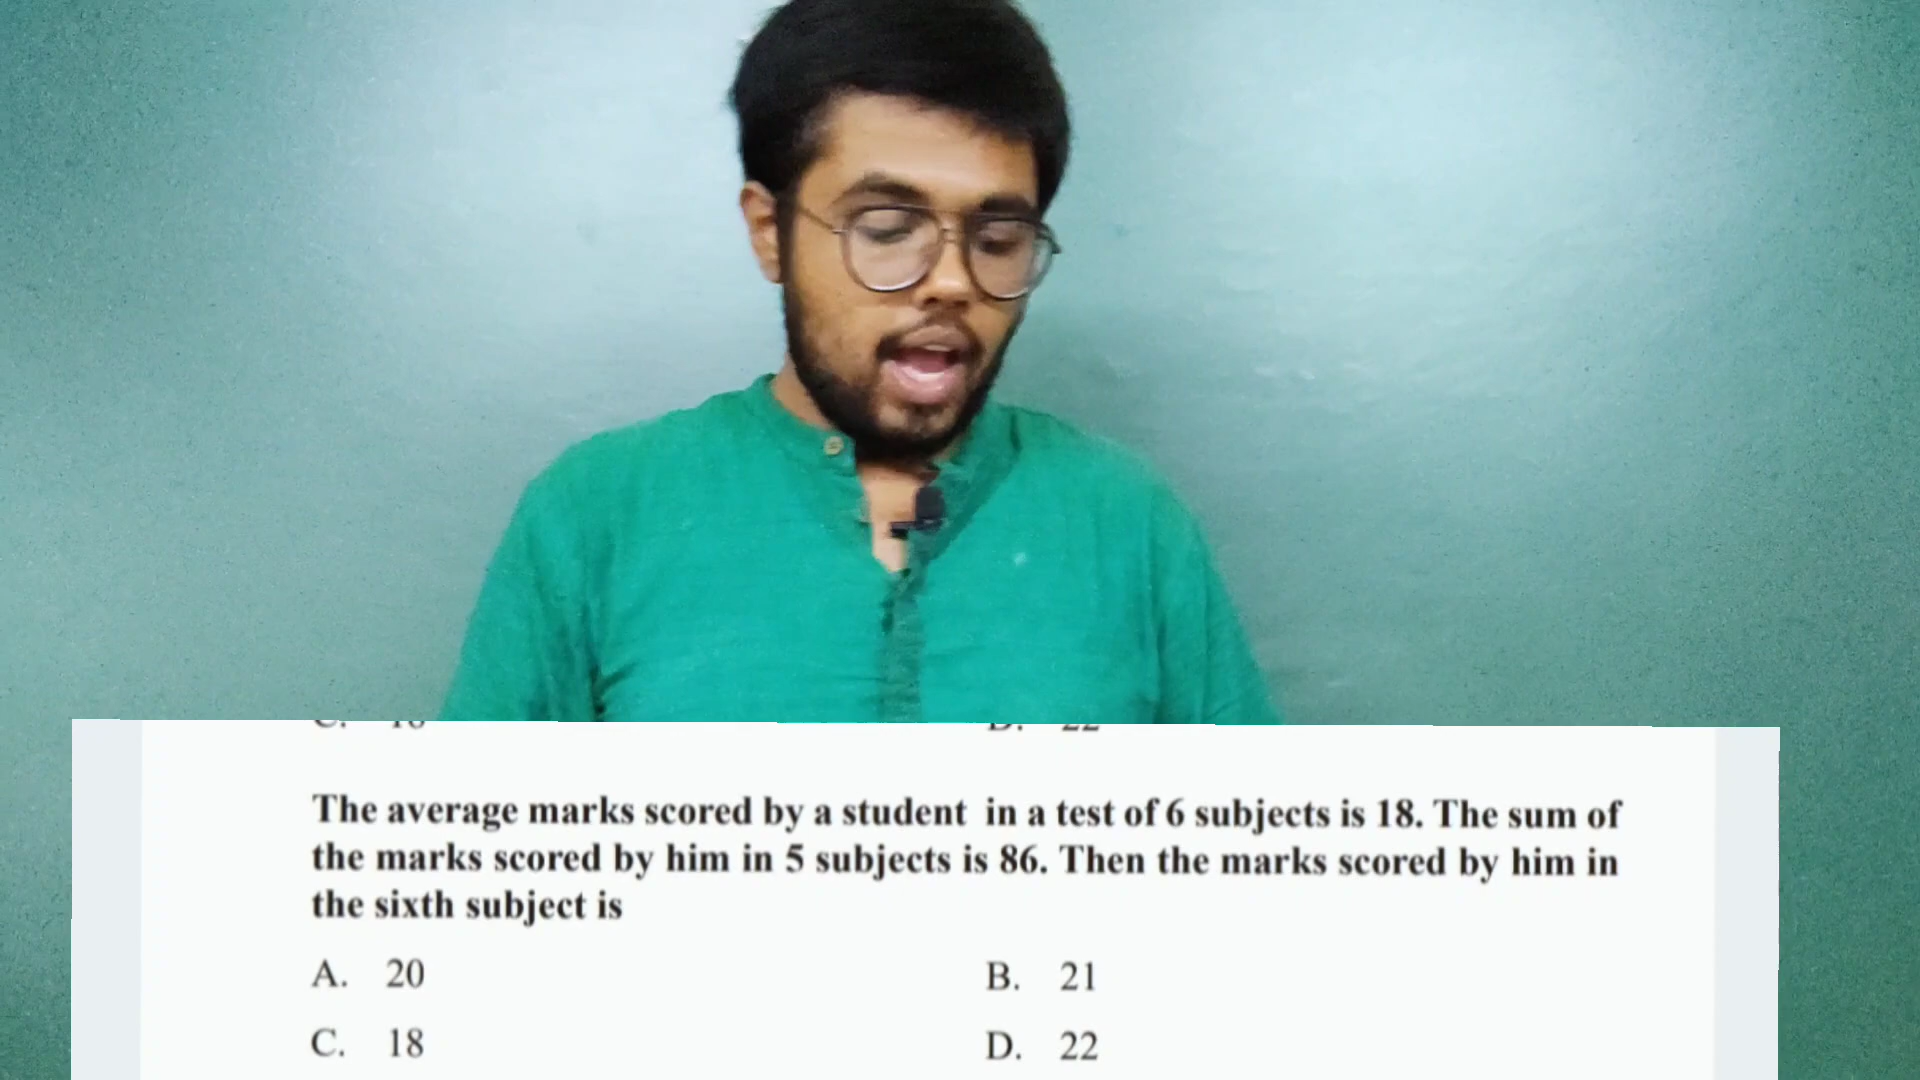 The average marks scored by a student in a test of 6 subjects is 18. The sum of
the marks scored by him in 5 subjects is 86. Then the marks scored by him in
the sixth subject is
A. 20 B. 21
C. 18 D. 22